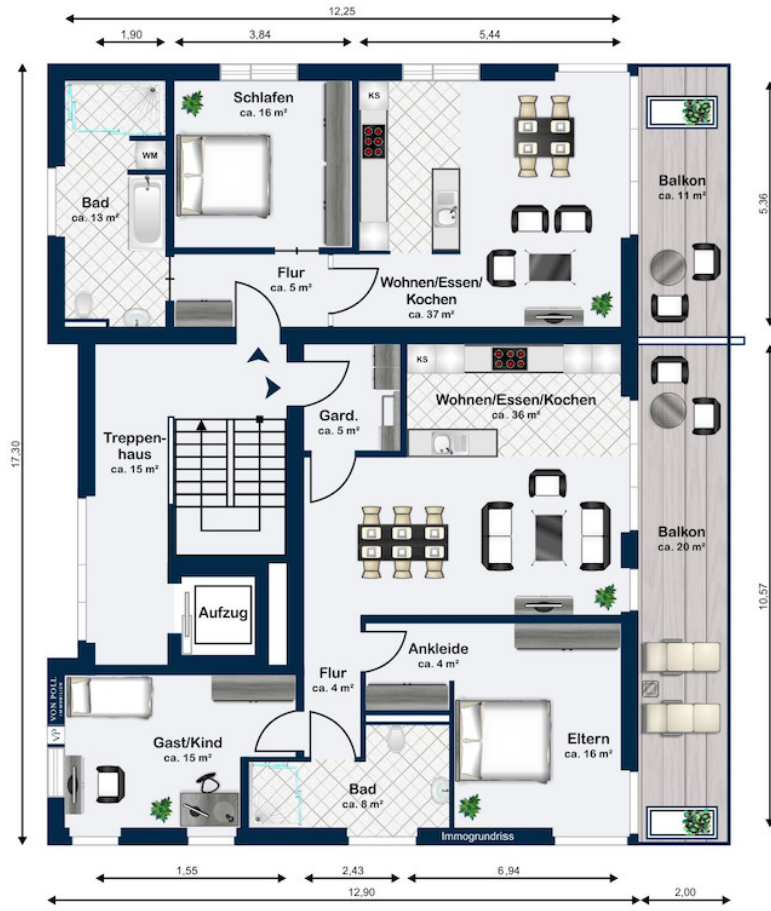 12,25
1,90
3,84
5,44
Schlafen
ca. 16 m²
KS
WM
Bad
ca. 13 m²
Balkon
ca. 11 m²
5,36
Flur
ca. 5 m²
Wohnen/Essen/
Kochen
ca. 37 m²
KS
Wohnen/Essen/Kochen
ca. 36 m²
Gard.
ca. 5 m²
Treppen-
haus
ca. 15 m²
17,30
Balkon
ca. 20 m²
10,57
Aufzug
Ankleide
ca. 4 m²
Flur
ca. 4 m²
VON POLL
IMMOBILIEN
VP
Gast/Kind
ca. 15 m²
Eltern
ca. 16 m²
Bad
ca. 8 m²
Immogrundriss
1,55
2,43
6,94
12,90
2,00